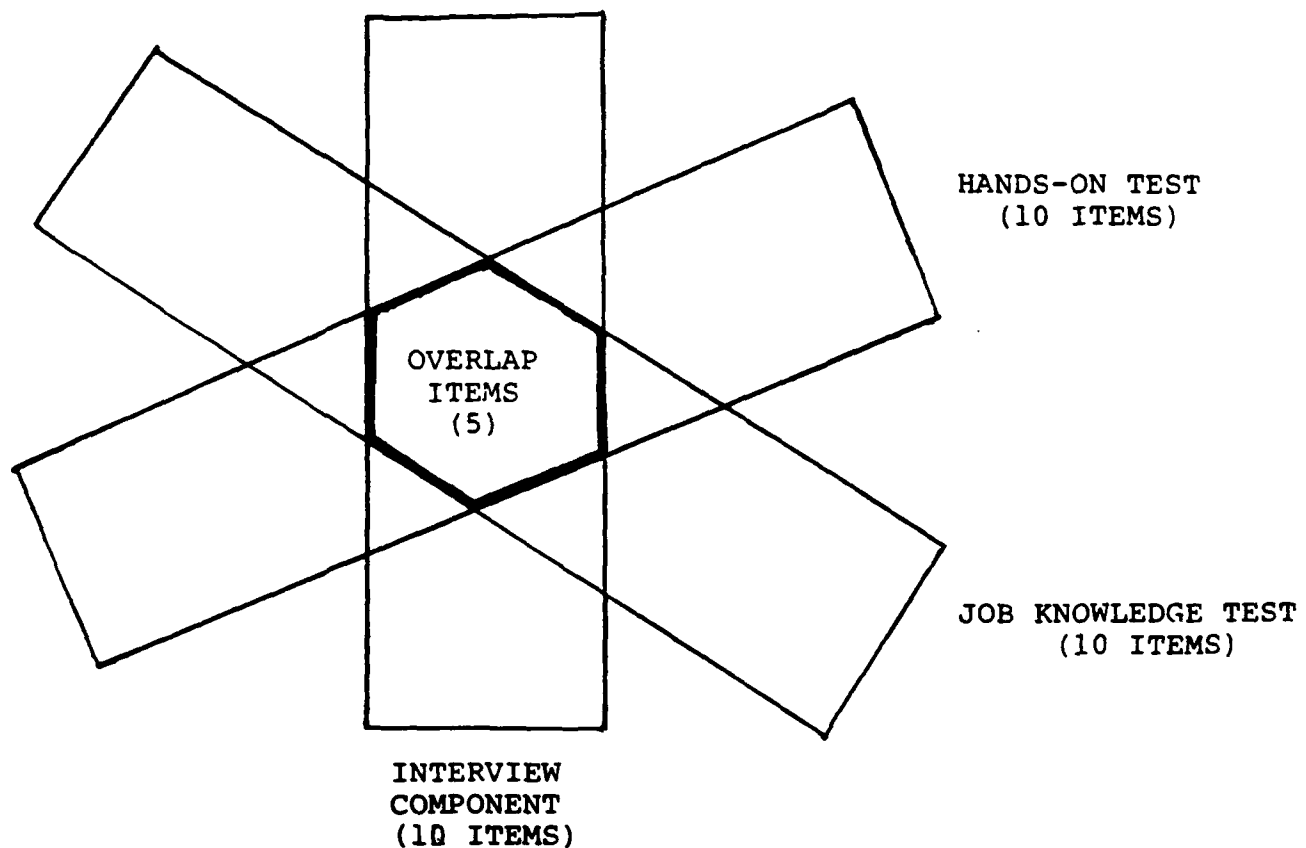 HANDS-ON TEST
(10 ITEMS)
OVERLAP
ITEMS
(5)
JOB KNOWLEDGE TEST
(10 ITEMS)
INTERVIEW
COMPONENT
(10 ITEMS)